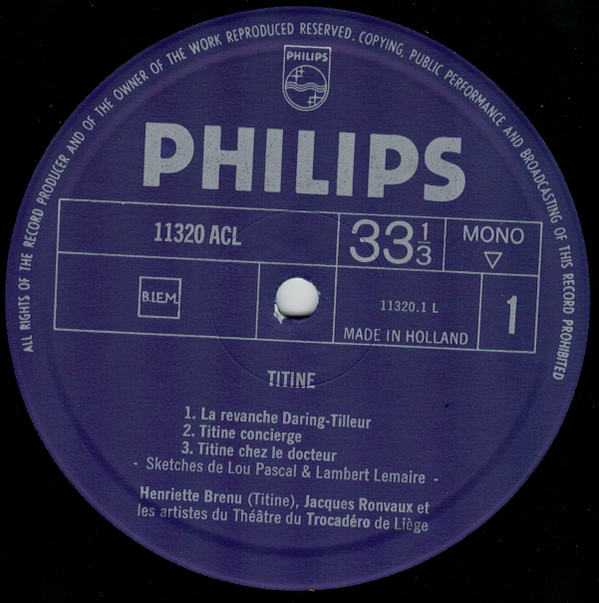 ALL RIGHTS OF THE RECORD PRODUCER AND OF THE OWNER OF THE WORK REPRODUCED RESERVED. COPYING, PUBLIC PERFORMANCE AND BROADCASTING OF THIS RECORD PROHIBITED
PHILIPS
PHILIPS
11320 ACL
33 1/3
MONO
B.I.E.M.
11320.1 L
MADE IN HOLLAND
1
TITINE
1. La revanche Daring-Tilleur
2. Titine concierge
3. Titine chez le docteur
- Sketches de Lou Pascal & Lambert Lemaire -
Henriette Brenu (Titine), Jacques Ronvaux et
les artistes du Théâtre du Trocadéro de Liège